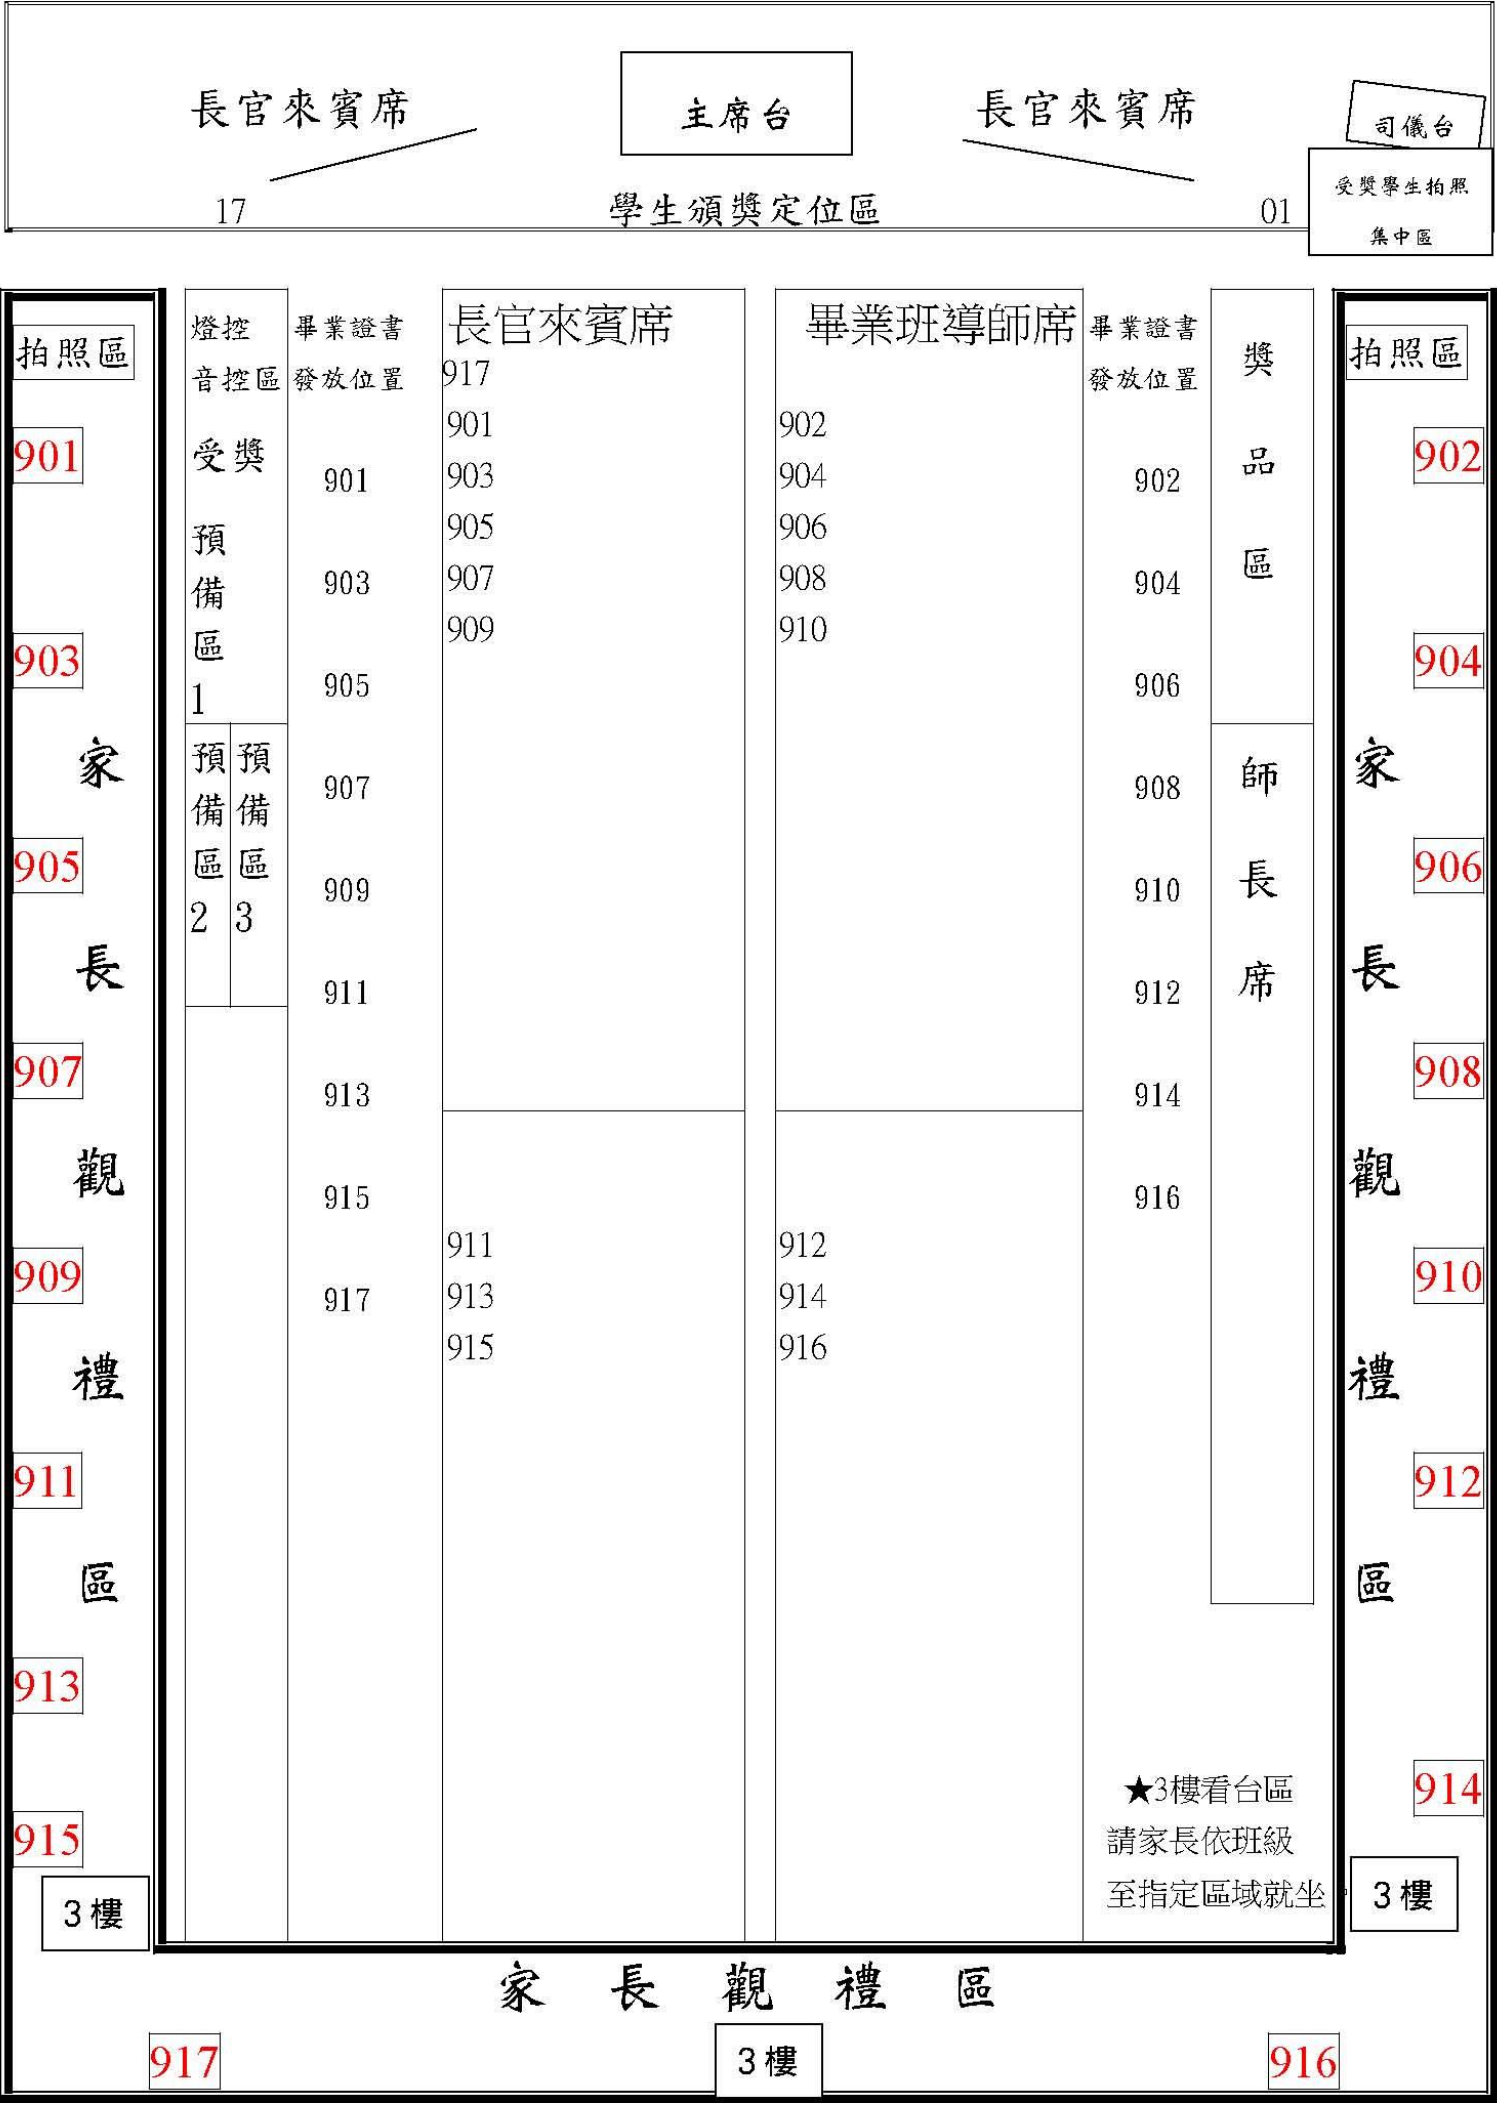 長官來賓席
主席台
長官來賓席
司儀台
受獎學生拍照
集中區
17
學生頒獎定位區
01
拍照區
901
903
905
907
909
911
913
915
家
長
觀
禮
區
3樓
燈控
音控區
受獎
預
備
區
1
預
備
區
2
預
備
區
3
畢業證書
發放位置
901
903
905
907
909
911
913
915
917
長官來賓席
917
901
903
905
907
909
911
913
915
畢業班導師席
902
904
906
908
910
912
914
916
畢業證書
發放位置
902
904
906
908
910
912
914
916
獎
品
區
師
長
席
★3樓看台區
請家長依班級
至指定區域就坐
拍照區
902
904
906
908
910
912
914
家
長
觀
禮
區
3樓
家 長 觀 禮 區
917
3樓
916